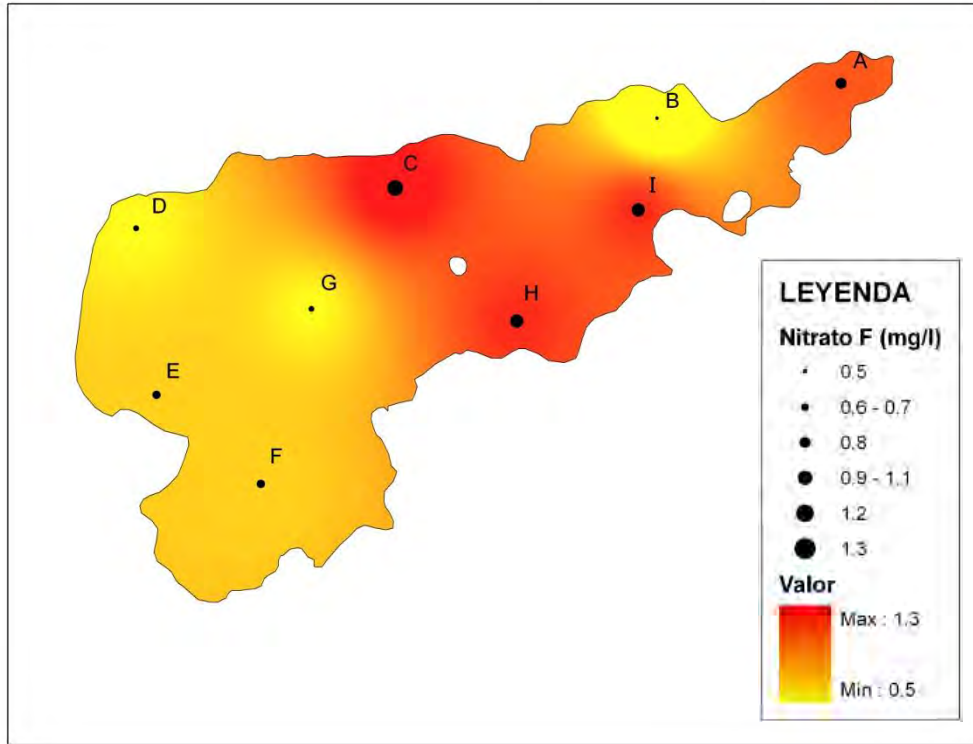 A
B
C
I
D
G
H
E
F
LEYENDA
Nitrato F (mg/l)
0.5
0.6 - 0.7
0.8
0.9 - 1.1
1.2
1.3
Valor
Max : 1.3
Min : 0.5